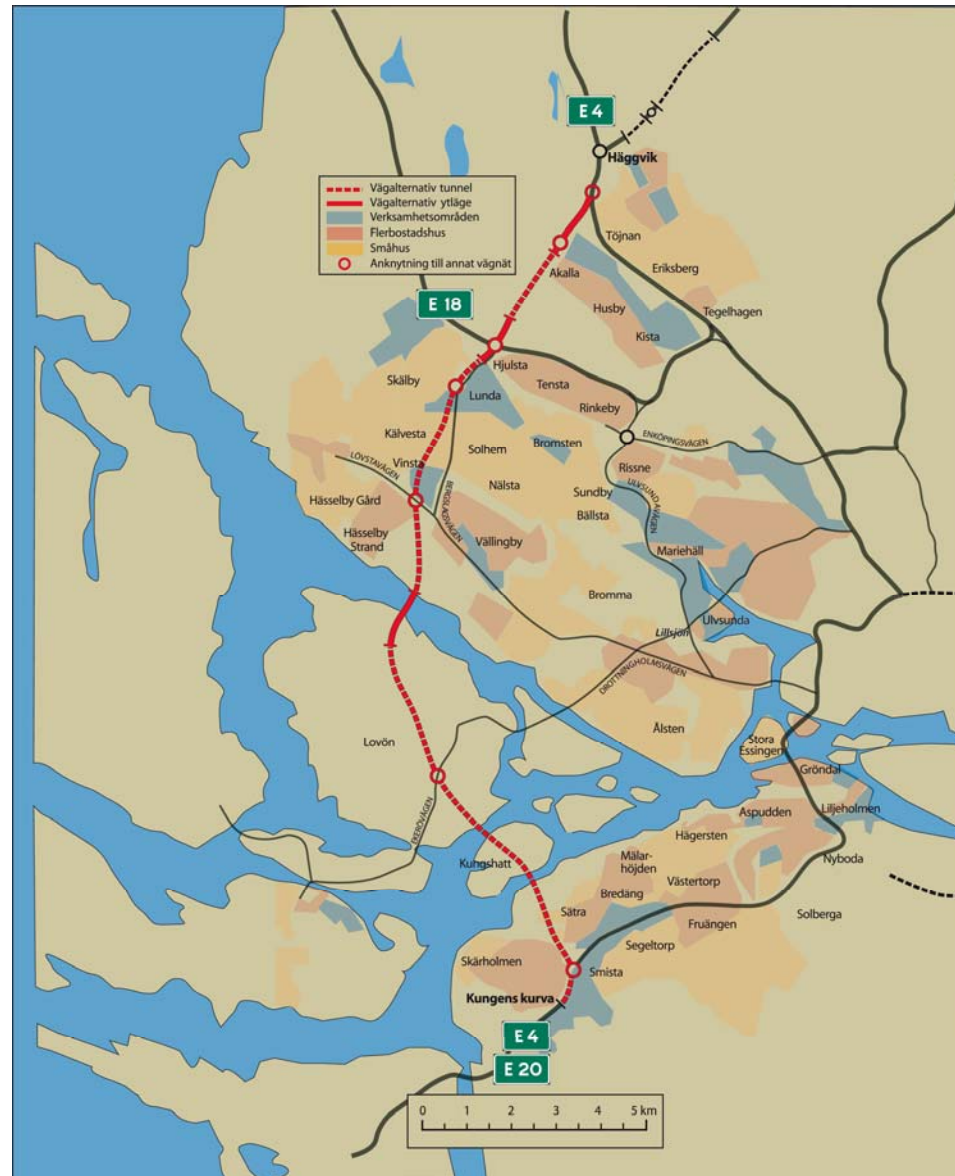 E 4
Häggvik
Vägalternativ tunnel
Vägalternativ ytläge
Verksamhetsområden
Flerbostadshus
Småhus
Anknytning till annat vägnät
Töjnan
Eriksberg
Akalla
Husby
Tegelhagen
Kista
E 18
Hjulsta
Skälby
Tensta
Lunda
Rinkeby
Kälvesta
Solhem
Bromsten
ENKÖPINGSVÄGEN
LÖVSTAVÄGEN
Vinsta
BERGSLAGSVÄGEN
Nälsta
Rissne
Sundby
ULVSUNDAVÄGEN
Hässelby Gård
Bällsta
Hässelby
Strand
Vällingby
Mariehäll
Bromma
Ulvsunda
Lillsjön
DROTTNINGHOLMSVÄGEN
Ålsten
Lovön
Stora
Essingen
Gröndal
EKERÖVÄGEN
Aspudden
Liljeholmen
Hägersten
Kungshatt
Mälar-
höjden
Västertorp
Nyboda
Bredäng
Sätra
Fruängen
Solberga
Segeltorp
Skärholmen
Smista
Kungens kurva
E 4
E 20
0 1 2 3 4 5 km